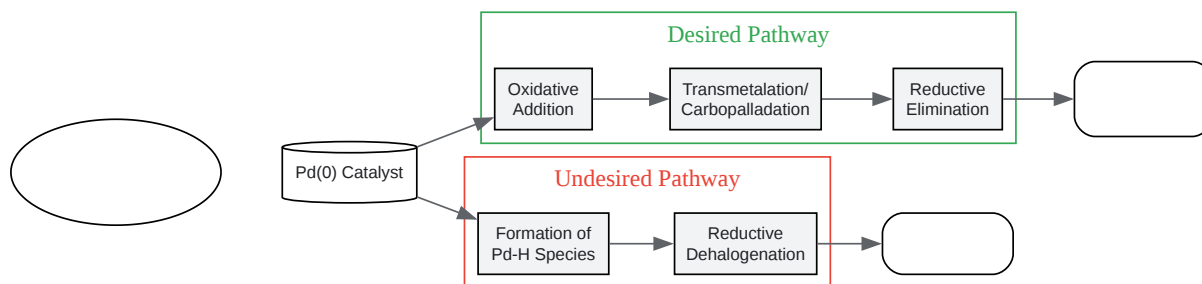 Desired Pathway
Oxidative
Addition
Transmetalation/
Carbopalladation
Reductive
Elimination
Pd(0) Catalyst
Undesired Pathway
Formation of
Pd-H Species
Reductive
Dehalogenation